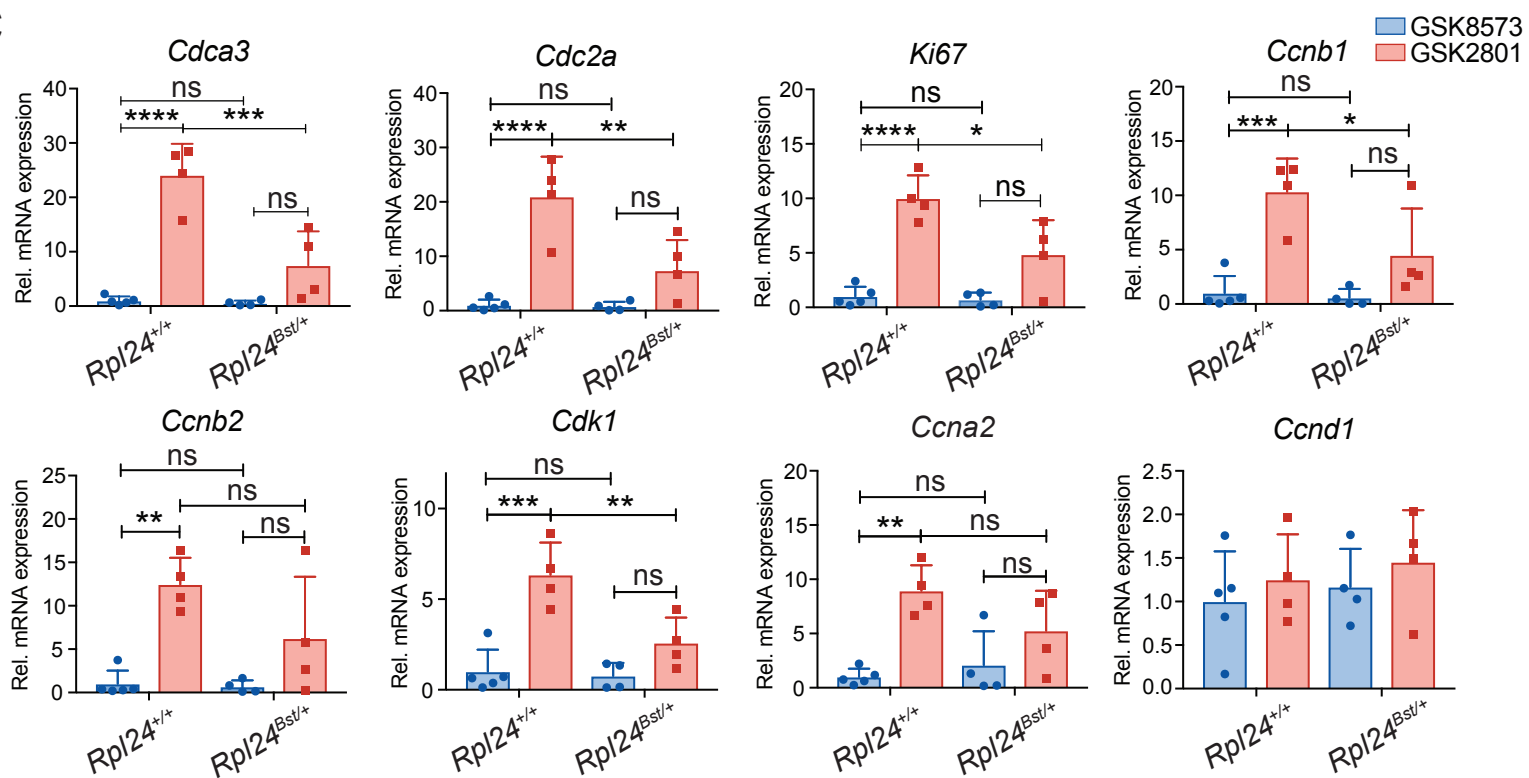 GSK8573
GSK2801
Cdca3
Rel. mRNA expression
40
30
20
10
0
ns
**** ***
ns
Rpl24+/+ Rpl24Bst/+
Cdc2a
Rel. mRNA expression
40
30
20
10
0
ns
**** **
ns
Rpl24+/+ Rpl24Bst/+
Ki67
Rel. mRNA expression
20
15
10
5
0
ns
**** *
ns
Rpl24+/+ Rpl24Bst/+
Ccnb1
Rel. mRNA expression
20
15
10
5
0
ns
*** *
ns
Rpl24+/+ Rpl24Bst/+
Ccnb2
Rel. mRNA expression
25
20
15
10
5
0
ns
ns
** ns
Rpl24+/+ Rpl24Bst/+
Cdk1
Rel. mRNA expression
10
5
0
ns
*** **
ns
Rpl24+/+ Rpl24Bst/+
Ccna2
Rel. mRNA expression
20
15
10
5
0
ns
** ns
ns
Rpl24+/+ Rpl24Bst/+
Ccnd1
Rel. mRNA expression
2.5
2.0
1.5
1.0
0.5
0.0
Rpl24+/+ Rpl24Bst/+